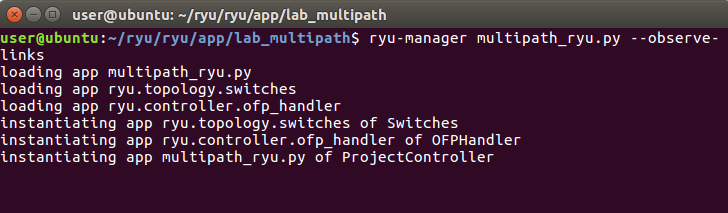 user@ubuntu: ~/ryu/ryu/app/lab_multipath
user@ubuntu:~/ryu/ryu/app/lab_multipath$ ryu-manager multipath_ryu.py --observe-
links
loading app multipath_ryu.py
loading app ryu.topology.switches
loading app ryu.controller.ofp_handler
instantiating app ryu.topology.switches of Switches
instantiating app ryu.controller.ofp_handler of OFPHandler
instantiating app multipath_ryu.py of ProjectController